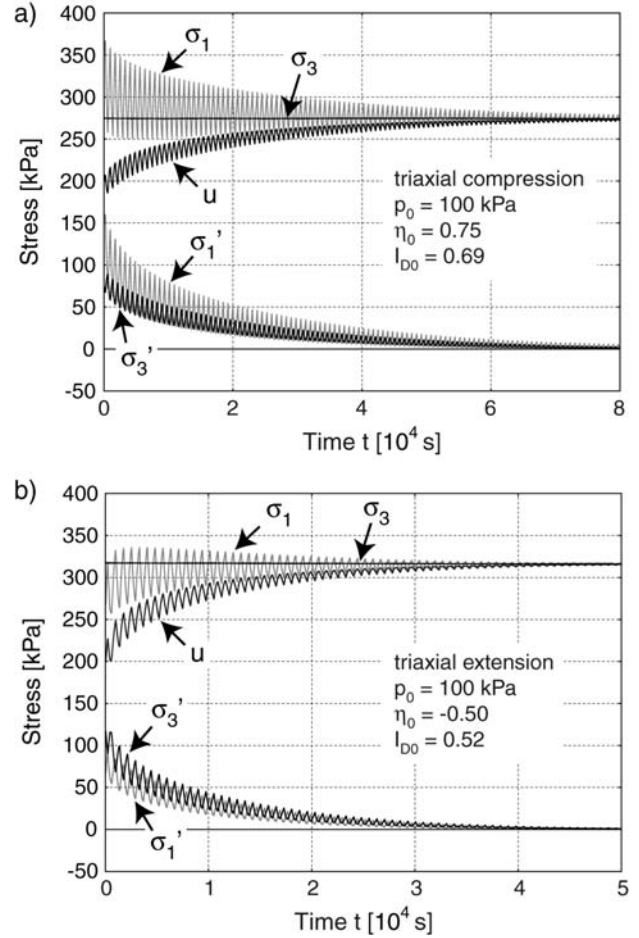 a)
400
350
300
250
200
150
100
50
0
-50
Stress [kPa]
σ1
σ3
u
σ1'
σ3'
triaxial compression
p0 = 100 kPa
η0 = 0.75
ID0 = 0.69
0 2 4 6 8
Time t [10^4 s]
b)
400
350
300
250
200
150
100
50
0
-50
Stress [kPa]
σ1
σ3
u
σ3'
σ1'
triaxial extension
p0 = 100 kPa
η0 = -0.50
ID0 = 0.52
0 1 2 3 4 5
Time t [10^4 s]